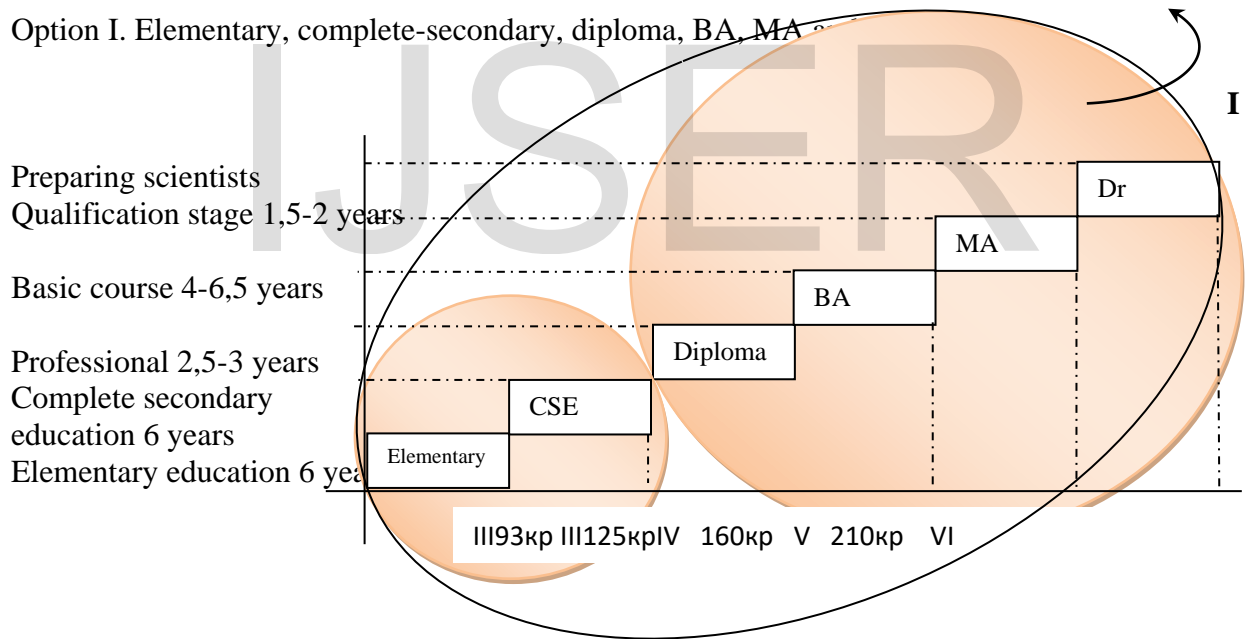 Option I. Elementary, complete-secondary, diploma, BA, MA
IJSER
I
Preparing scientists
Dr
Qualification stage 1,5-2 years
MA
Basic course 4-6,5 years
BA
Professional 2,5-3 years
Diploma
Complete secondary
CSE
education 6 years
Elementary education 6
Elementary
III93кр III125крIV 160кр V 210кр VI